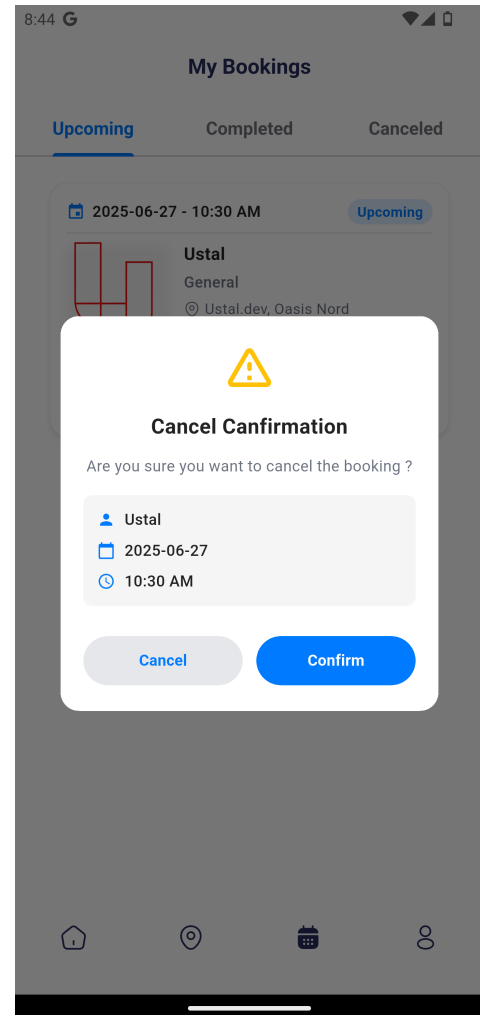 8:44 G
My Bookings
Upcoming Completed Canceled
2025-06-27 - 10:30 AM Upcoming
Ustal
General
Ustal.dev, Oasis Nord
Cancel Canfirmation
Are you sure you want to cancel the booking ?
Ustal
2025-06-27
10:30 AM
Cancel Confirm